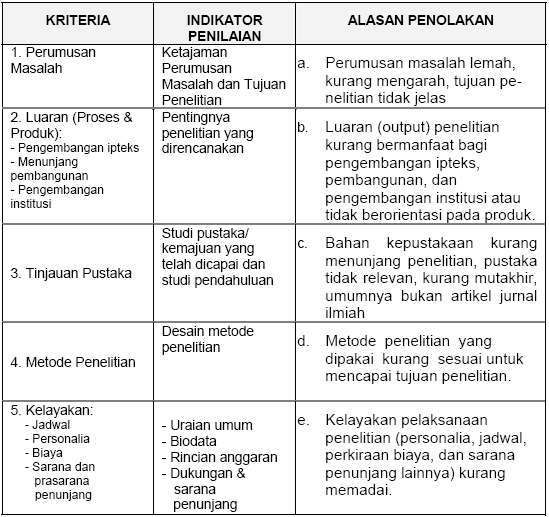 KRITERIA
INDIKATOR
PENILAIAN
ALASAN PENOLAKAN
1. Perumusan
Masalah
Ketajaman
Perumusan
Masalah dan Tujuan
Penelitian
a. Perumusan masalah lemah,
kurang mengarah, tujuan pe-
nelitian tidak jelas
2. Luaran (Proses &
Produk):
- Pengembangan ipteks
- Menunjang
pembangunan
- Pengembangan
institusi
Pentingnya
penelitian yang
direncanakan
b. Luaran (output) penelitian
kurang bermanfaat bagi
pengembangan ipteks,
pembangunan, dan
pengembangan institusi atau
tidak berorientasi pada produk.
3. Tinjauan Pustaka
Studi pustaka/
kemajuan yang
telah dicapai dan
studi pendahuluan
c. Bahan kepustakaan kurang
menunjang penelitian, pustaka
tidak relevan, kurang mutakhir,
umumnya bukan artikel jurnal
ilmiah
4. Metode Penelitian
Desain metode
penelitian
d. Metode penelitian yang
dipakai kurang sesuai untuk
mencapai tujuan penelitian.
5. Kelayakan:
- Jadwal
- Personalia
- Biaya
- Sarana dan
prasarana
penunjang
- Uraian umum
- Biodata
- Rincian anggaran
- Dukungan &
sarana
penunjang
e. Kelayakan pelaksanaan
penelitian (personalia, jadwal,
perkiraan biaya, dan sarana
penunjang lainnya) kurang
memadai.